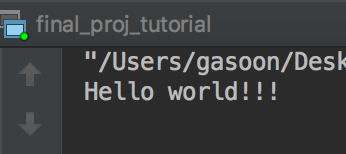 final_proj_tutorial
"/Users/gasoon/Desk
Hello world!!!